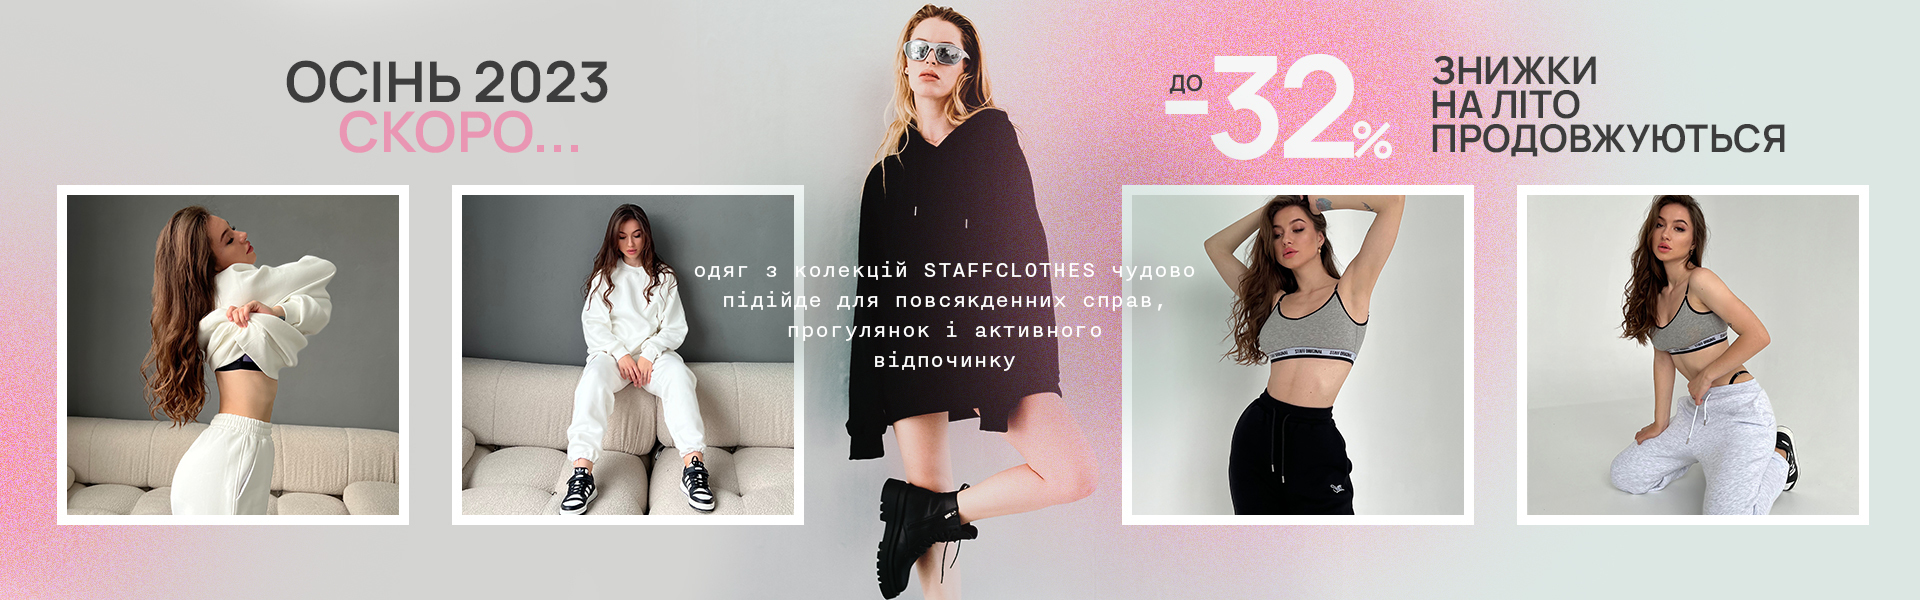 ОСІНЬ 2023
СКОРО...
ДО
-32%
ЗНИЖКИ
НА ЛІТО
ПРОДОВЖУЮТЬСЯ
одяг з колекцій STAFFCLOTHES чудово
підійде для повсякденних справ,
прогулянок і активного
відпочинку